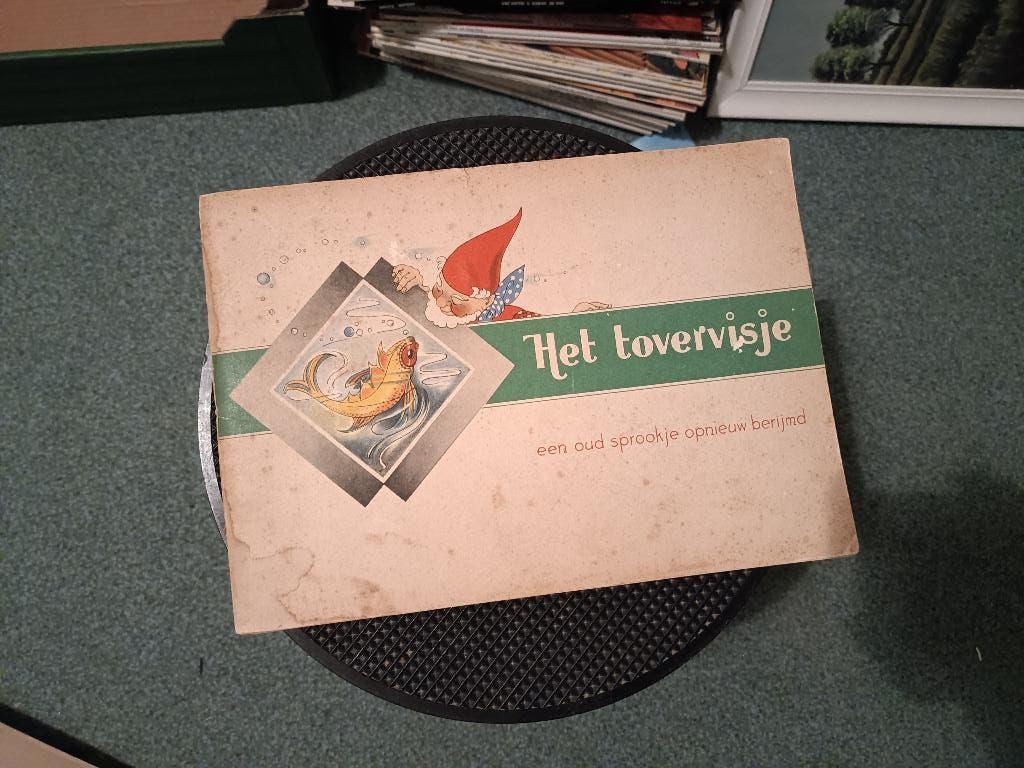 Het tovervisje
een oud sprookje opnieuw berijmd